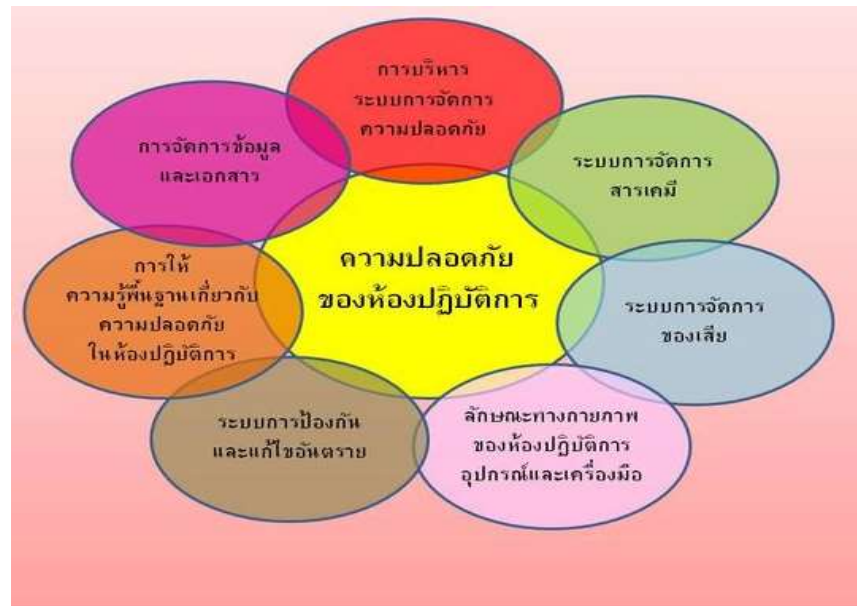 การบริหาร
ระบบการจัดการ
ความปลอดภัย
ระบบการจัดการ
สารเคมี
ระบบการจัดการ
ของเสีย
ลักษณะทางกายภาพ
ของห้องปฏิบัติการ
อุปกรณ์และเครื่องมือ
ระบบการป้องกัน
และแก้ไขอันตราย
การให้
ความรู้พื้นฐานเกี่ยวกับ
ความปลอดภัย
ในห้องปฏิบัติการ
การจัดการข้อมูล
และเอกสาร
ความปลอดภัย
ของห้องปฏิบัติการ